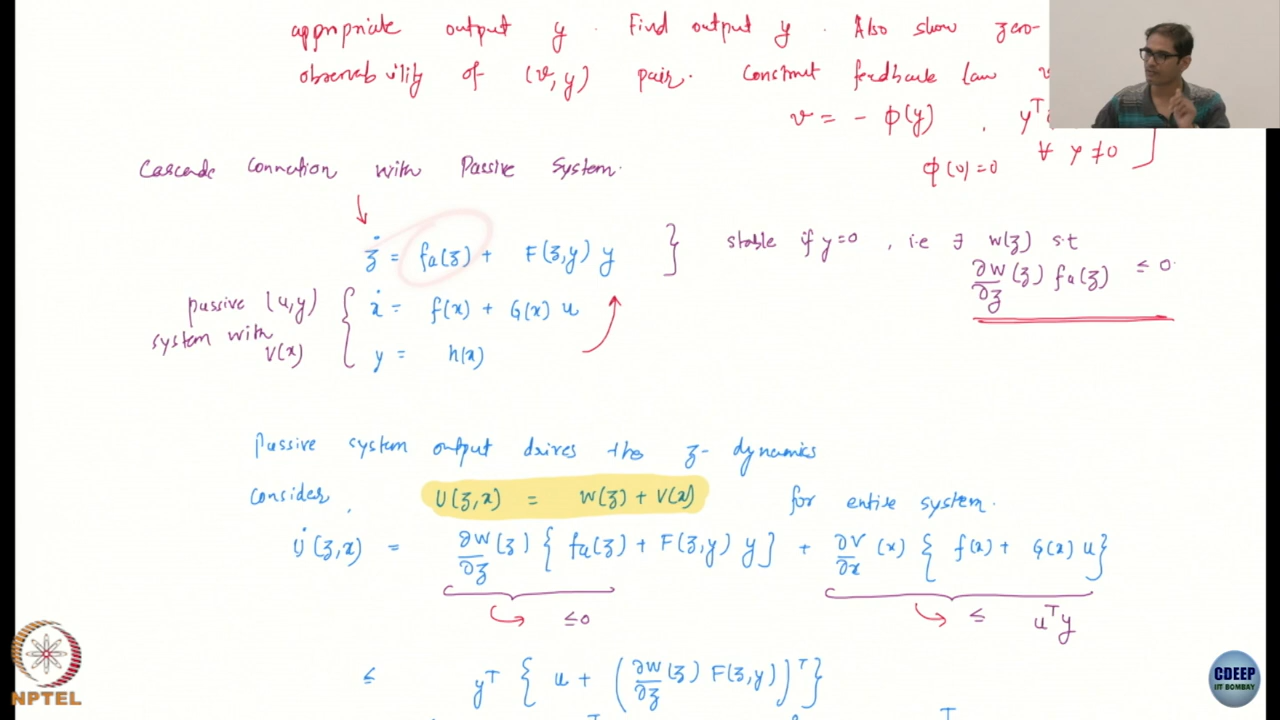 appropriate output y. Find output y. Also show zero-
observability of (v, y) pair. Construct feedback law
v = - φ(y) , yᵀ
∀ y ≠ 0
φ(0)=0
Cascade Connection with Passive System.
ż = fa(z) + F(z,y) y } stable if y=0, i.e ∃ W(z) s.t
∂W/∂z (z) fa(z) ≤ 0.
passive (u,y) system with V(x) {
ẋ = f(x) + G(x) u
y = h(x)
Passive system output drives the z- dynamics
consider, U(z,x) = W(z) + V(x) for entire system.
U̇(z,x) = ∂W/∂z (z) { fa(z) + F(z,y) y } + ∂V/∂x (x) { f(x) + G(x) u }
↳ ≤0 ↳ ≤ uᵀy
≤ yᵀ { u + ( ∂W/∂z (z) F(z,y) )ᵀ }
NPTEL
CDEEP
IIT BOMBAY